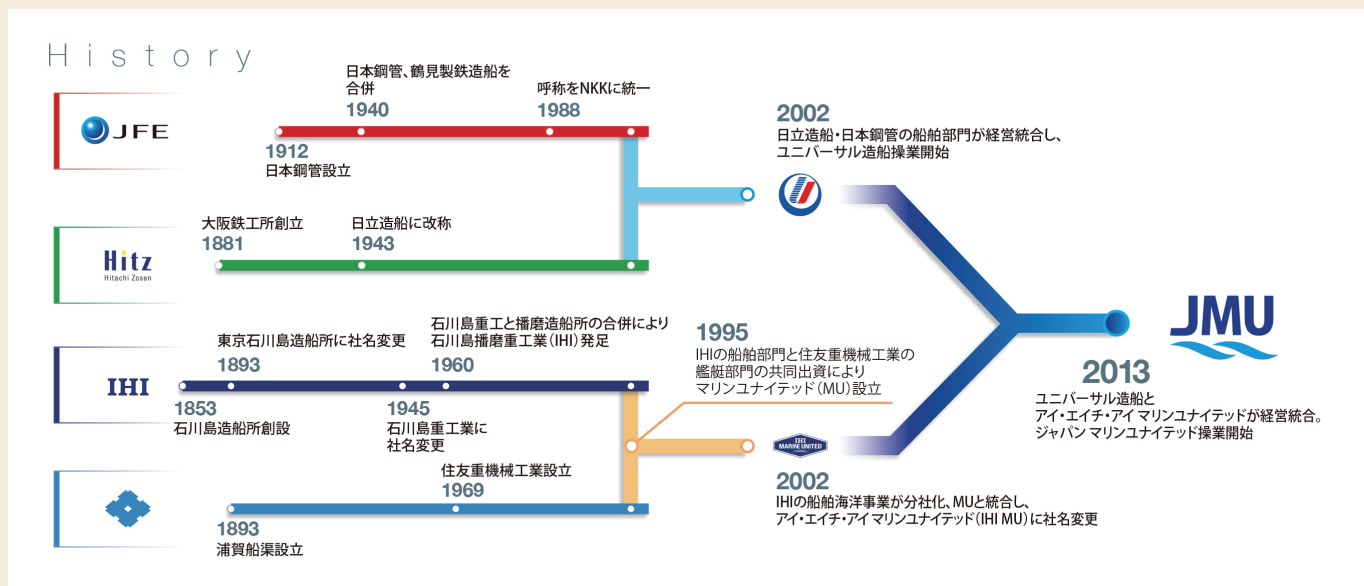 History
JFE
日本鋼管、鶴見製鉄造船を
合併
1940
呼称をNKKに統一
1988
1912
日本鋼管設立
Hitz
Hitachi Zosen
大阪鉄工所創立
1881
日立造船に改称
1943
2002
日立造船・日本鋼管の船舶部門が経営統合し、
ユニバーサル造船操業開始
IHI
東京石川島造船所に社名変更
1893
石川島重工と播磨造船所の合併により
石川島播磨重工業(IHI)発足
1960
1853
石川島造船所創設
1945
石川島重工業に
社名変更
1995
IHIの船舶部門と住友重機械工業の
艦艇部門の共同出資により
マリンユナイテッド(MU)設立
住友重機械工業設立
1969
1893
浦賀船渠設立
IHI
MARINE UNITED
2002
IHIの船舶海洋事業が分社化、MUと統合し、
アイ・エイチ・アイ マリンユナイテッド(IHI MU)に社名変更
JMU
2013
ユニバーサル造船と
アイ・エイチ・アイ マリンユナイテッドが経営統合。
ジャパン マリンユナイテッド操業開始